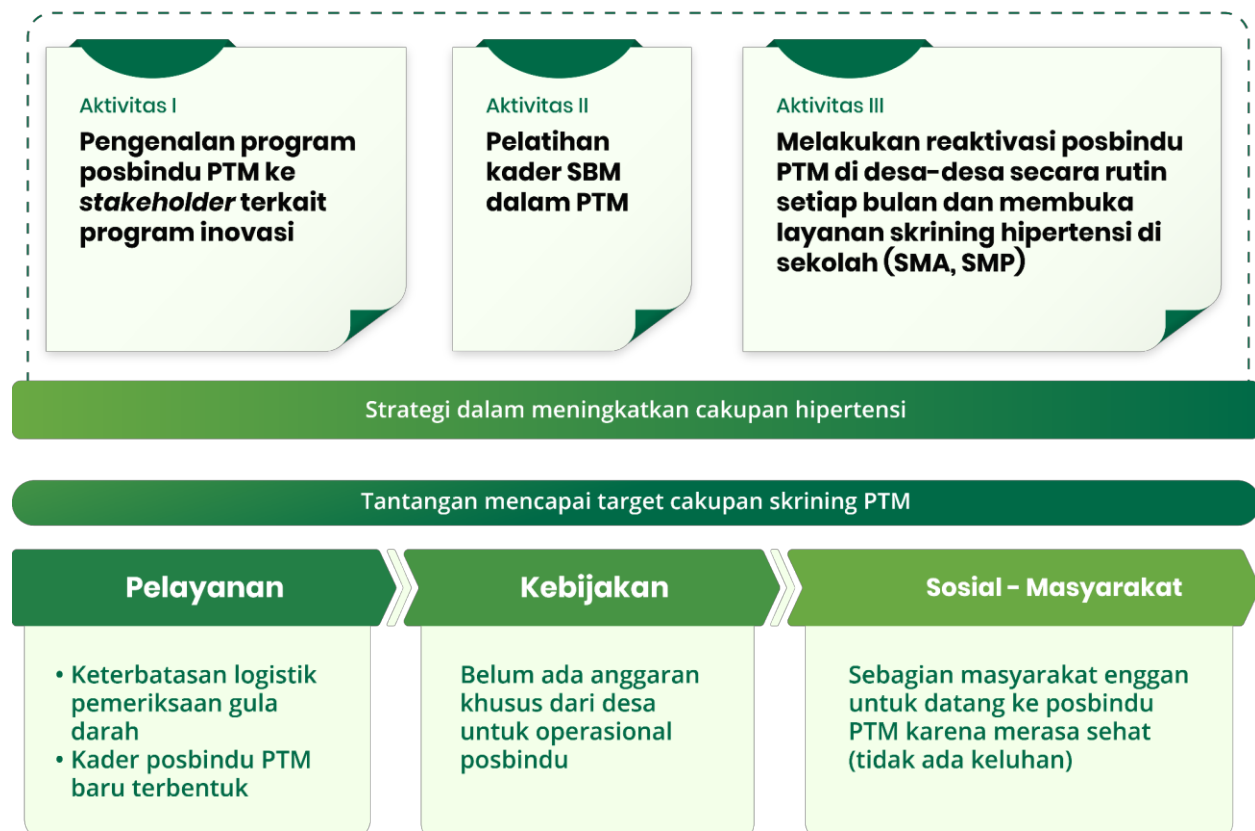 Aktivitas I
Pengenalan program
posbindu PTM ke
stakeholder terkait
program inovasi
Aktivitas II
Pelatihan
kader SBM
dalam PTM
Aktivitas III
Melakukan reaktivasi posbindu
PTM di desa-desa secara rutin
setiap bulan dan membuka
layanan skrining hipertensi di
sekolah (SMA, SMP)
Strategi dalam meningkatkan cakupan hipertensi
Tantangan mencapai target cakupan skrining PTM
Pelayanan
• Keterbatasan logistik
pemeriksaan gula
darah
• Kader posbindu PTM
baru terbentuk
Kebijakan
Belum ada anggaran
khusus dari desa
untuk operasional
posbindu
Sosial - Masyarakat
Sebagian masyarakat enggan
untuk datang ke posbindu
PTM karena merasa sehat
(tidak ada keluhan)